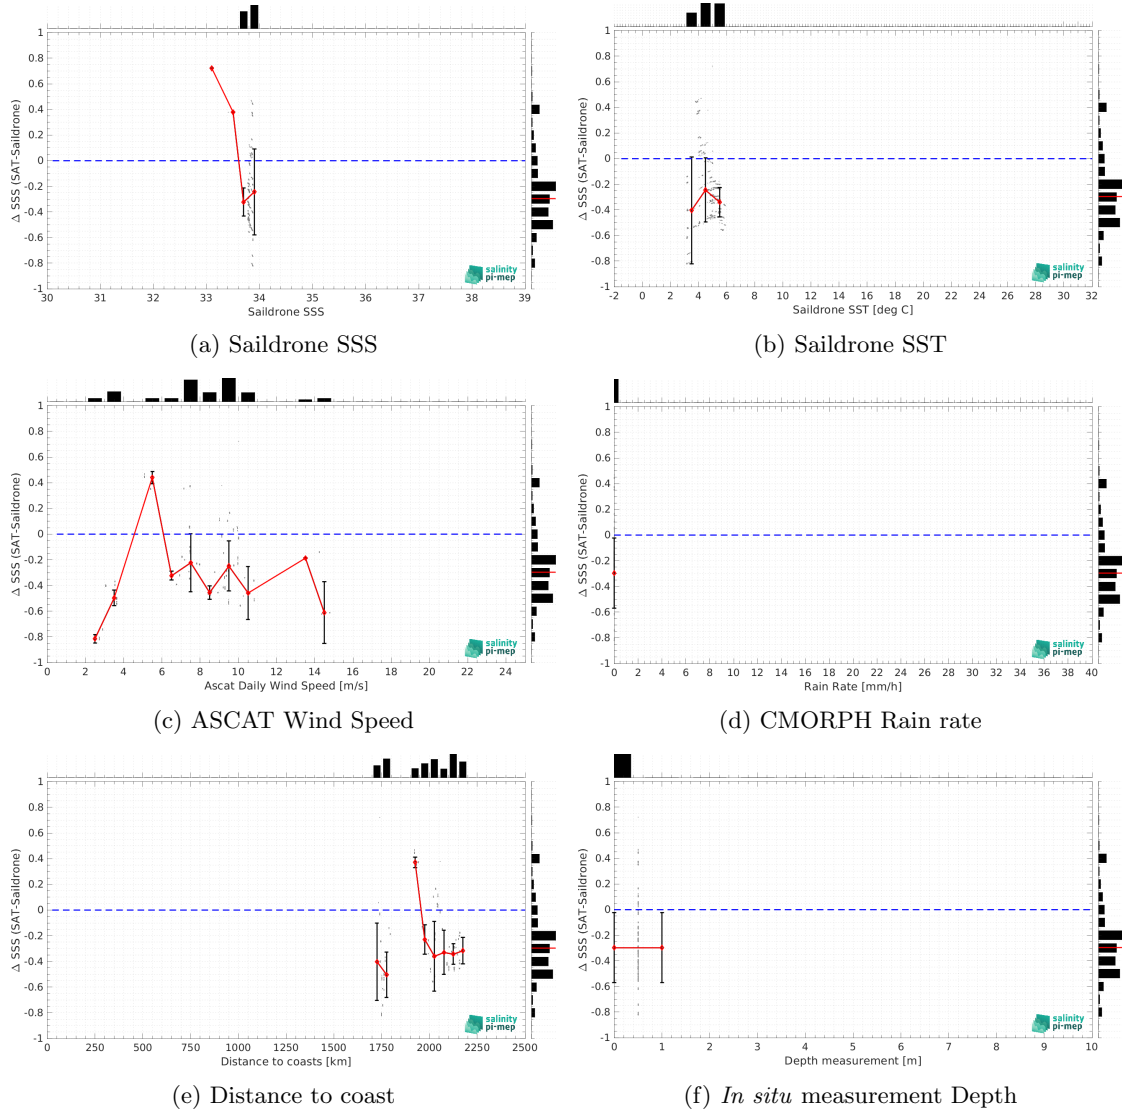 1
0.8
0.6
0.4
0.2
0
-0.2
-0.4
-0.6
-0.8
-1
Δ SSS (SAT-Saildrone)
salinity
pi-mep
30 31 32 33 34 35 36 37 38 39
Saildrone SSS
(a) Saildrone SSS
1
0.8
0.6
0.4
0.2
0
-0.2
-0.4
-0.6
-0.8
-1
Δ SSS (SAT-Saildrone)
salinity
pi-mep
-2 0 2 4 6 8 10 12 14 16 18 20 22 24 26 28 30 32
Saildrone SST [deg C]
(b) Saildrone SST
1
0.8
0.6
0.4
0.2
0
-0.2
-0.4
-0.6
-0.8
-1
Δ SSS (SAT-Saildrone)
salinity
pi-mep
0 2 4 6 8 10 12 14 16 18 20 22 24
Ascat Daily Wind Speed [m/s]
(c) ASCAT Wind Speed
1
0.8
0.6
0.4
0.2
0
-0.2
-0.4
-0.6
-0.8
-1
Δ SSS (SAT-Saildrone)
salinity
pi-mep
0 2 4 6 8 10 12 14 16 18 20 22 24 26 28 30 32 34 36 38 40
Rain Rate [mm/h]
(d) CMORPH Rain rate
1
0.8
0.6
0.4
0.2
0
-0.2
-0.4
-0.6
-0.8
-1
Δ SSS (SAT-Saildrone)
salinity
pi-mep
0 250 500 750 1000 1250 1500 1750 2000 2250 2500
Distance to coasts [km]
(e) Distance to coast
1
0.8
0.6
0.4
0.2
0
-0.2
-0.4
-0.6
-0.8
-1
Δ SSS (SAT-Saildrone)
salinity
pi-mep
0 1 2 3 4 5 6 7 8 9 10
Depth measurement [m]
(f) In situ measurement Depth